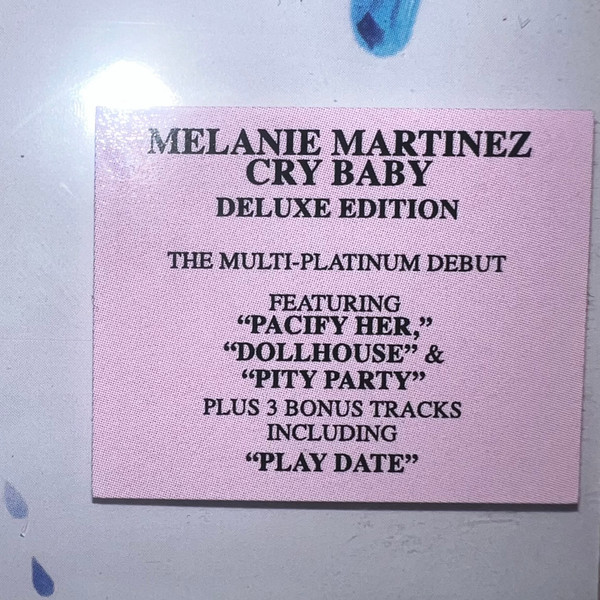 MELANIE MARTINEZ
CRY BABY
DELUXE EDITION
THE MULTI-PLATINUM DEBUT
FEATURING
“PACIFY HER,”
“DOLLHOUSE” &
“PITY PARTY”
PLUS 3 BONUS TRACKS
INCLUDING
“PLAY DATE”